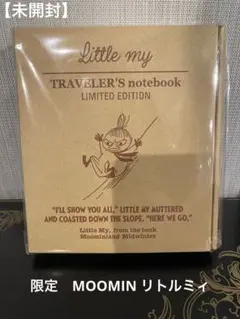 【未開封】
Little my
TRAVELER'S notebook
LIMITED EDITION
"I'LL SHOW YOU ALL," LITTLE MY MUTTERED
AND COASTED DOWN THE SLOPE. "HERE WE GO."
Little My, from the book
Moominland Midwinter
限定　MOOMIN リトルミィ